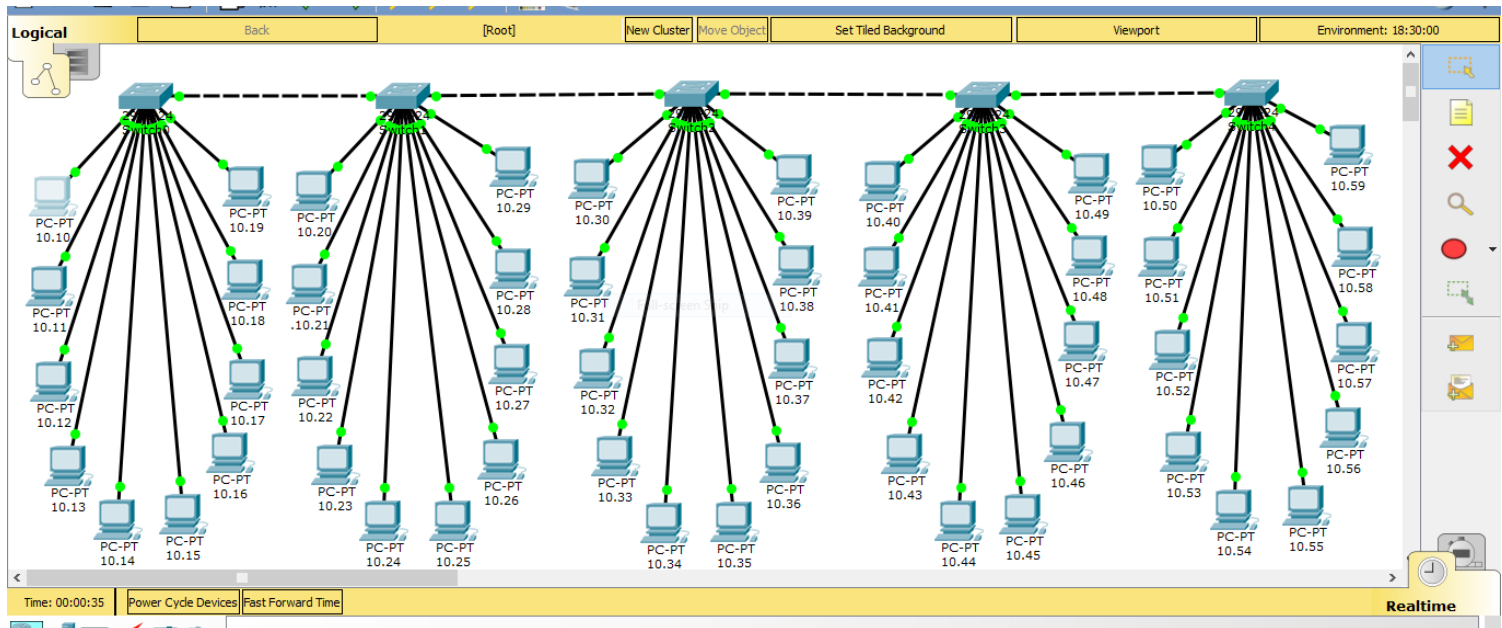 Logical
Back
[Root]
New Cluster
Move Object
Set Tiled Background
Viewport
Environment: 18:30:00
Switch0
Switch1
Switch2
Switch3
Switch4
PC-PT
10.10
PC-PT
10.11
PC-PT
10.12
PC-PT
10.13
PC-PT
10.14
PC-PT
10.15
PC-PT
10.16
PC-PT
10.17
PC-PT
10.18
PC-PT
10.19
PC-PT
10.20
PC-PT
.10.21
PC-PT
10.22
PC-PT
10.23
PC-PT
10.24
PC-PT
10.25
PC-PT
10.26
PC-PT
10.27
PC-PT
10.28
PC-PT
10.29
PC-PT
10.30
PC-PT
10.31
PC-PT
10.32
PC-PT
10.33
PC-PT
10.34
PC-PT
10.35
PC-PT
10.36
PC-PT
10.37
PC-PT
10.38
PC-PT
10.39
PC-PT
10.40
PC-PT
10.41
PC-PT
10.42
PC-PT
10.43
PC-PT
10.44
PC-PT
10.45
PC-PT
10.46
PC-PT
10.47
PC-PT
10.48
PC-PT
10.49
PC-PT
10.50
PC-PT
10.51
PC-PT
10.52
PC-PT
10.53
PC-PT
10.54
PC-PT
10.55
PC-PT
10.56
PC-PT
10.57
PC-PT
10.58
PC-PT
10.59
Full-screen Snip
Time: 00:00:35
Power Cycle Devices
Fast Forward Time
Realtime